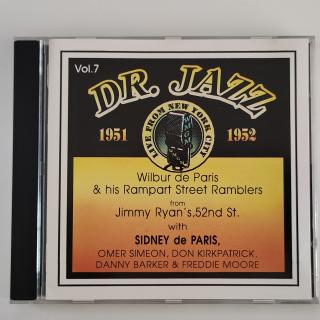 Vol.7
DR. JAZZ
1951 1952
LIVE FROM NEW YORK CITY
Wilbur de Paris
& his Rampart Street Ramblers
from
Jimmy Ryan's,52nd St.
with
SIDNEY de PARIS,
OMER SIMEON, DON KIRKPATRICK,
DANNY BARKER & FREDDIE MOORE